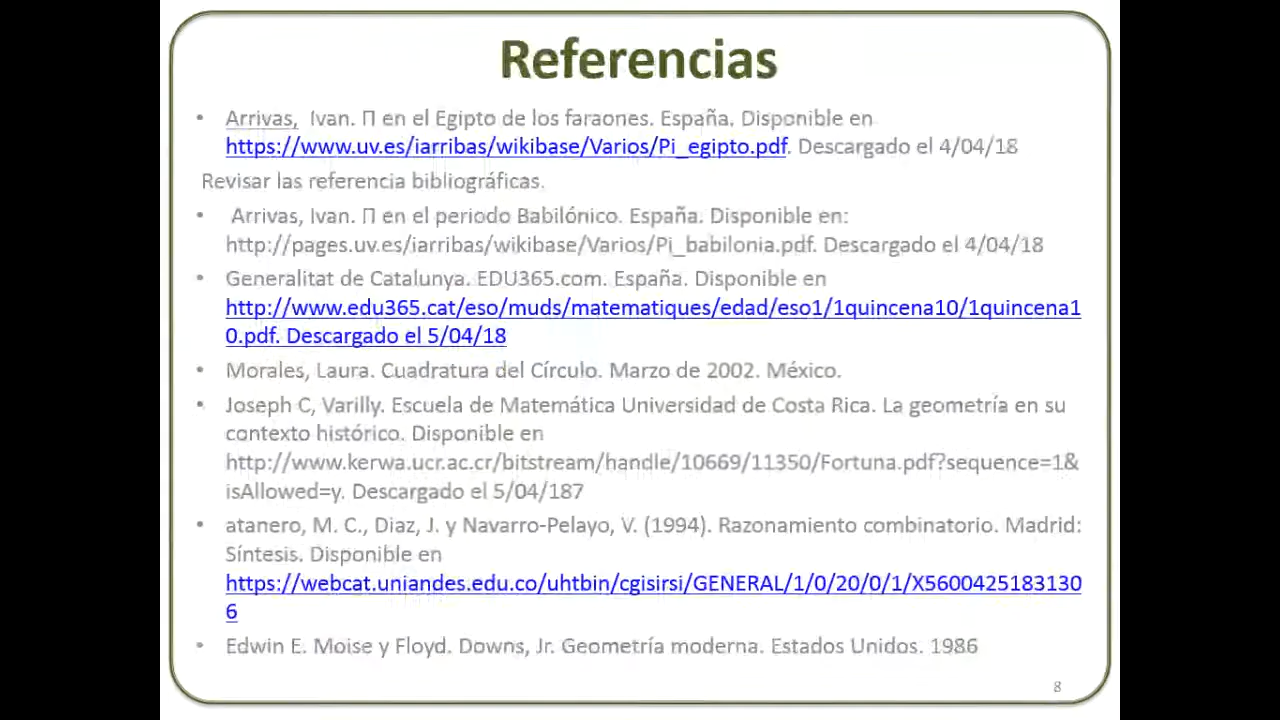 Referencias
• Arrivas, Ivan. Π en el Egipto de los faraones. España. Disponible en
https://www.uv.es/iarribas/wikibase/Varios/Pi_egipto.pdf. Descargado el 4/04/18
Revisar las referencia bibliográficas.
• Arrivas, Ivan. Π en el periodo Babilónico. España. Disponible en:
http://pages.uv.es/iarribas/wikibase/Varios/Pi_babilonia.pdf. Descargado el 4/04/18
• Generalitat de Catalunya. EDU365.com. España. Disponible en
http://www.edu365.cat/eso/muds/matematiques/edad/eso1/1quincena10/1quincena1
0.pdf. Descargado el 5/04/18
• Morales, Laura. Cuadratura del Círculo. Marzo de 2002. México.
• Joseph C, Varilly. Escuela de Matemática Universidad de Costa Rica. La geometría en su
contexto histórico. Disponible en
http://www.kerwa.ucr.ac.cr/bitstream/handle/10669/11350/Fortuna.pdf?sequence=1&
isAllowed=y. Descargado el 5/04/187
• atanero, M. C., Diaz, J. y Navarro-Pelayo, V. (1994). Razonamiento combinatorio. Madrid:
Síntesis. Disponible en
https://webcat.uniandes.edu.co/uhtbin/cgisirsi/GENERAL/1/0/20/0/1/X5600425183130
6
• Edwin E. Moise y Floyd. Downs, Jr. Geometría moderna. Estados Unidos. 1986
8